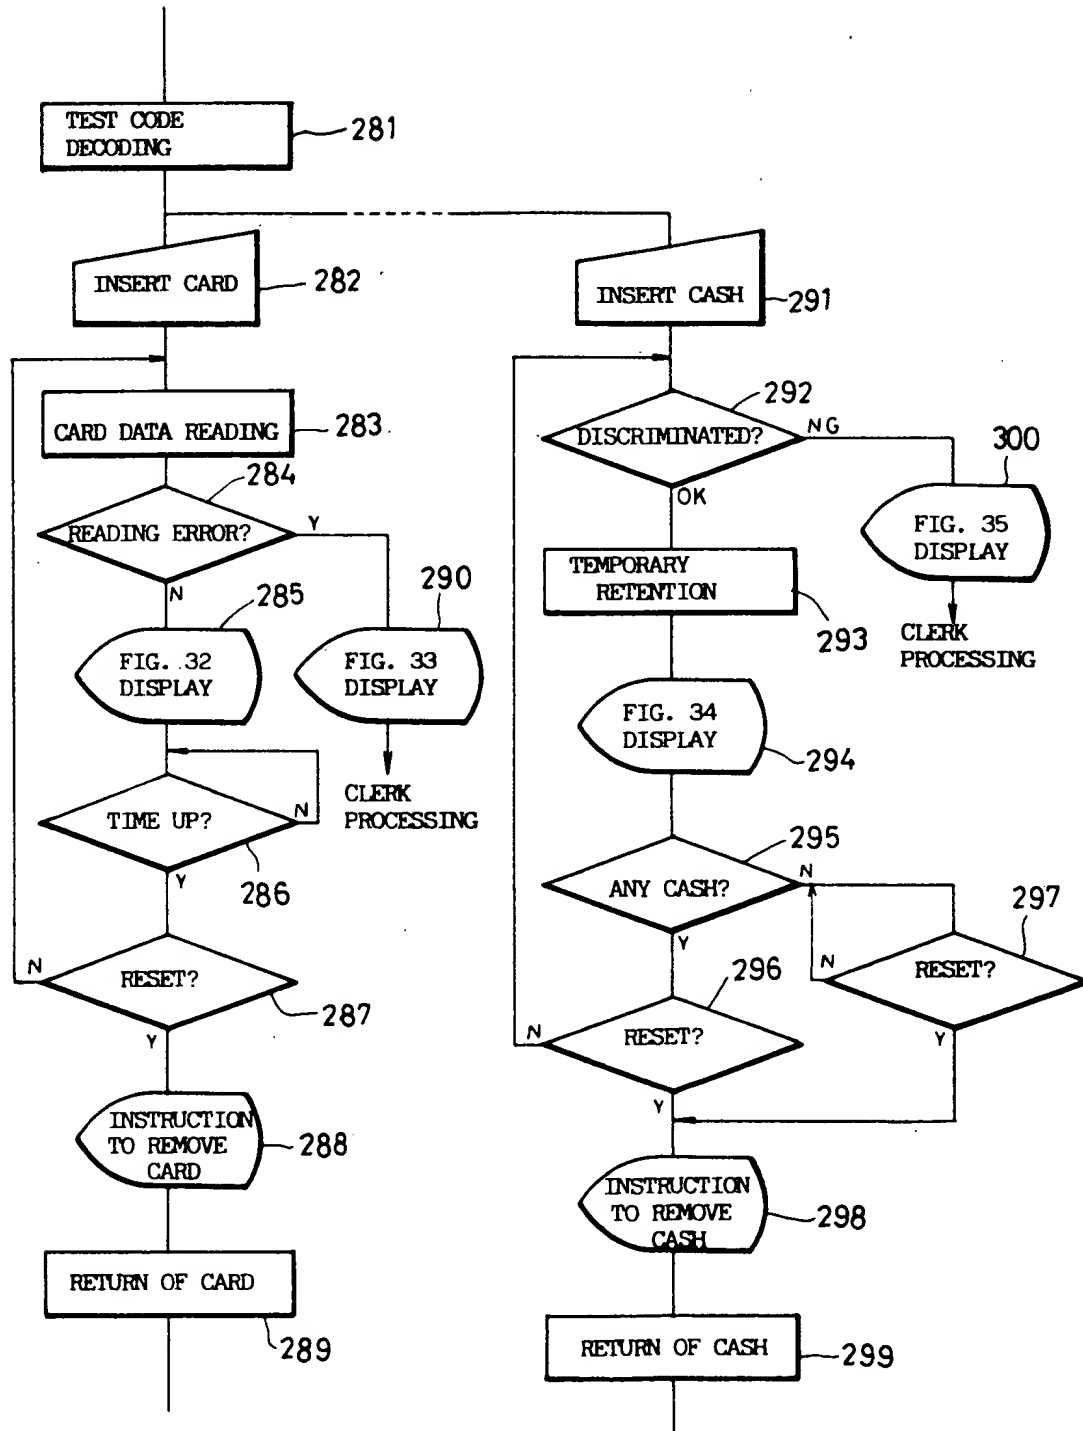 TEST CODE
DECODING
281
INSERT CARD
282
CARD DATA READING
283
284
READING ERROR?
Y
N
285
290
FIG. 32
DISPLAY
FIG. 33
DISPLAY
CLERK
PROCESSING
TIME UP?
N
Y
286
N
RESET?
287
Y
INSTRUCTION
TO REMOVE
CARD
288
RETURN OF CARD
289
INSERT CASH
291
292
DISCRIMINATED?
NG
OK
300
FIG. 35
DISPLAY
CLERK
PROCESSING
TEMPORARY
RETENTION
293
FIG. 34
DISPLAY
294
295
ANY CASH?
N
Y
297
N
RESET?
Y
296
N
RESET?
Y
INSTRUCTION
TO REMOVE
CASH
298
RETURN OF CASH
299